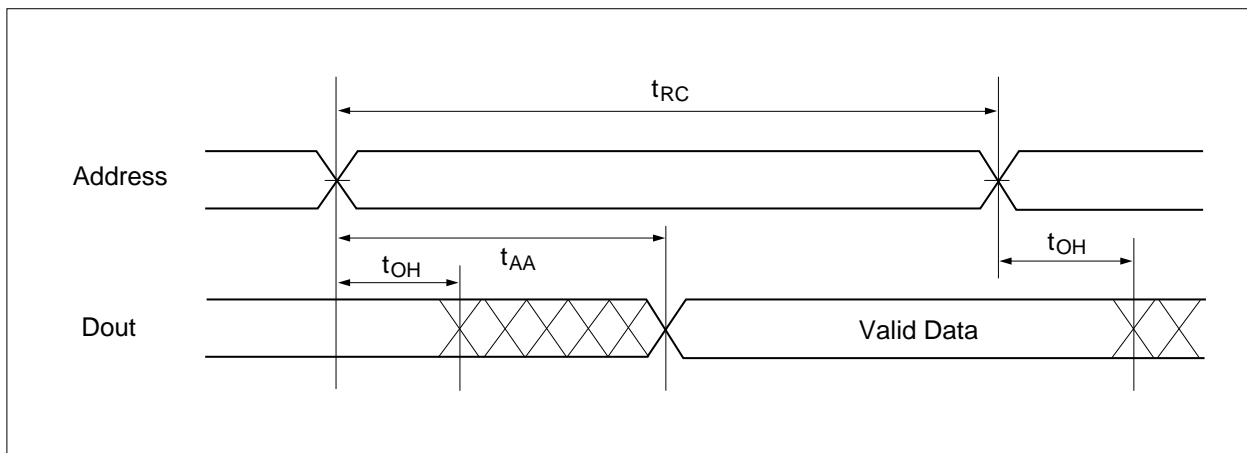 tRC
Address
tAA
tOH
tOH
Dout
Valid Data